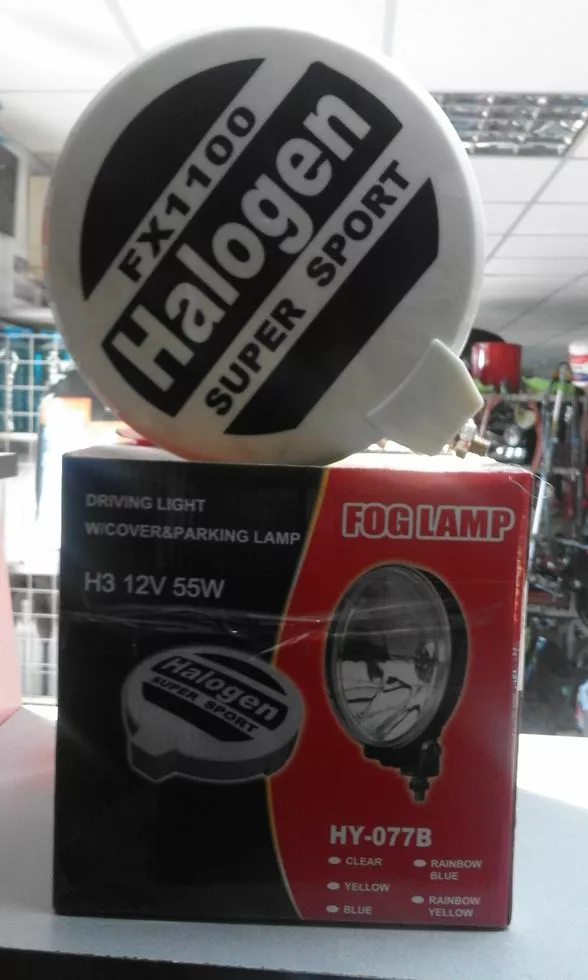 FX1100
Halogen
SUPER SPORT
DRIVING LIGHT
W/COVER&PARKING LAMP
H3 12V 55W
FOG LAMP
Halogen
SUPER SPORT
HY-077B
CLEAR
YELLOW
BLUE
RAINBOW
BLUE
RAINBOW
YELLOW